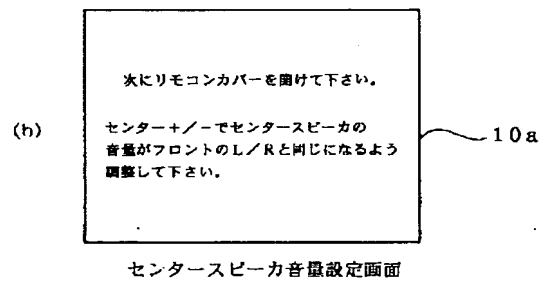 次にリモコンカバーを開けて下さい。
(b)
センター+/-でセンタースピーカの
音量がフロントのL/Rと同じになるよう
調整して下さい。
10a
センタースピーカ音量設定画面